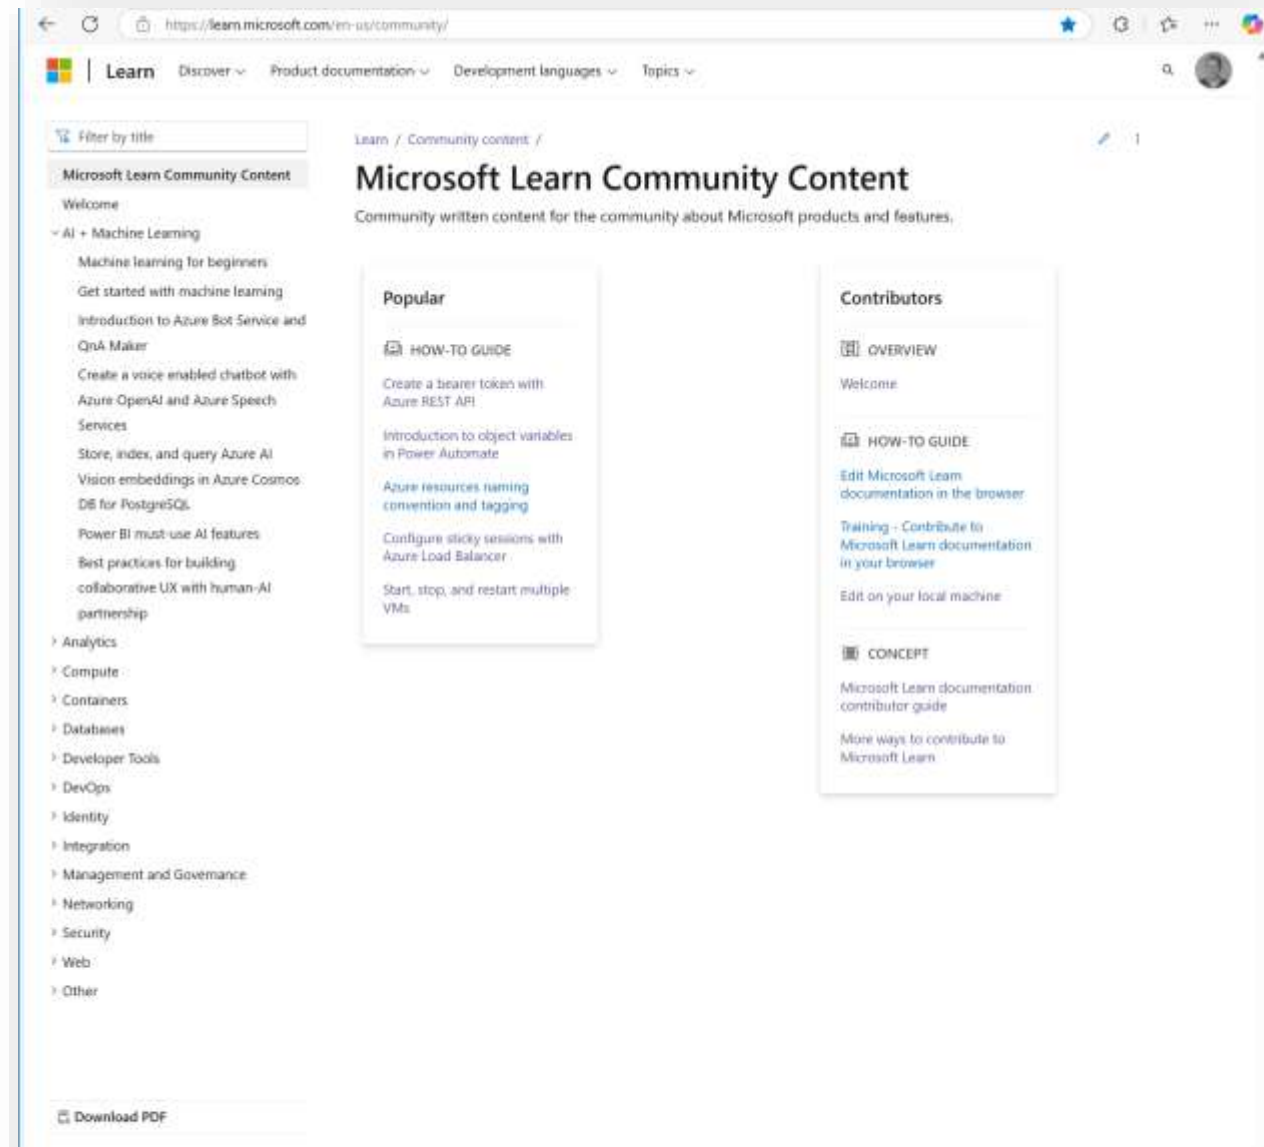 https://learn.microsoft.com/en-us/community/
Learn Discover Product documentation Development languages Topics
Filter by title
Microsoft Learn Community Content
Welcome
AI + Machine Learning
Machine learning for beginners
Get started with machine learning
Introduction to Azure Bot Service and
QnA Maker
Create a voice enabled chatbot with
Azure OpenAI and Azure Speech
Services
Store, index, and query Azure AI
Vision embeddings in Azure Cosmos
DB for PostgreSQL
Power BI must-use AI features
Best practices for building
collaborative UX with human-AI
partnership
Analytics
Compute
Containers
Databases
Developer Tools
DevOps
Identity
Integration
Management and Governance
Networking
Security
Web
Other
Download PDF
Learn / Community content /
Microsoft Learn Community Content
Community written content for the community about Microsoft products and features.
Popular
HOW-TO GUIDE
Create a bearer token with
Azure REST API
Introduction to object variables
in Power Automate
Azure resources naming
convention and tagging
Configure sticky sessions with
Azure Load Balancer
Start, stop, and restart multiple
VMs
Contributors
OVERVIEW
Welcome
HOW-TO GUIDE
Edit Microsoft Learn
documentation in the browser
Training - Contribute to
Microsoft Learn documentation
in your browser
Edit on your local machine
CONCEPT
Microsoft Learn documentation
contributor guide
More ways to contribute to
Microsoft Learn